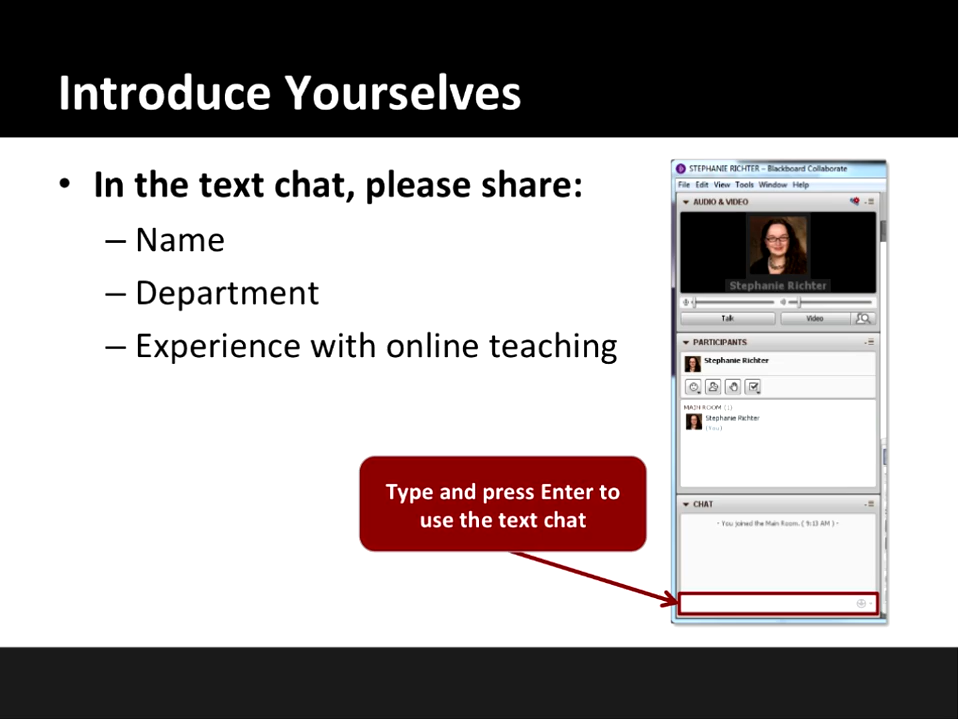 Introduce Yourselves
• In the text chat, please share:
– Name
– Department
– Experience with online teaching
Type and press Enter to
use the text chat
STEPHANIE RICHTER – Blackboard Collaborate
File Edit View Tools Window Help
AUDIO & VIDEO
Stephanie Richter
Talk Video
PARTICIPANTS
Stephanie Richter
MAIN ROOM (1)
Stephanie Richter
(You)
CHAT
- You joined the Main Room. ( 9:13 AM ) -